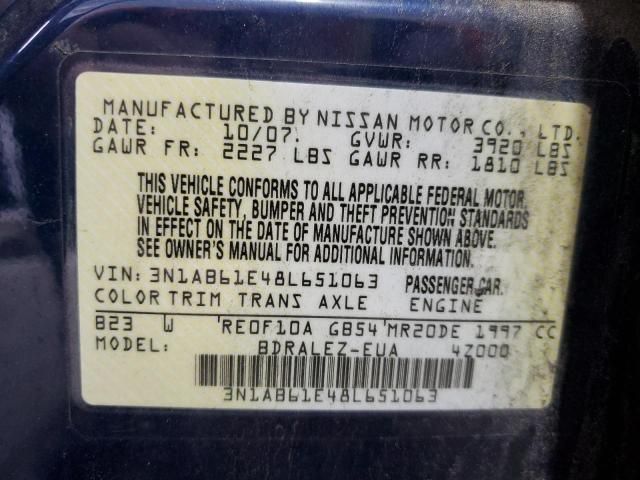 MANUFACTURED BY NISSAN MOTOR CO., LTD.
DATE: 10/07. GVWR: 3920 LBS
GAWR FR: 2227 LBS GAWR RR: 1810 LBS
THIS VEHICLE CONFORMS TO ALL APPLICABLE FEDERAL MOTOR
VEHICLE SAFETY, BUMPER AND THEFT PREVENTION STANDARDS
IN EFFECT ON THE DATE OF MANUFACTURE SHOWN ABOVE.
SEE OWNER'S MANUAL FOR ADDITIONAL INFORMATION.
VIN: 3N1AB61E48L651063 PASSENGER CAR
COLOR TRIM TRANS AXLE ENGINE
B23 W RE0F10A GB54 MR20DE 1997 CC
MODEL: BDRALEZ-EUA 4Z000
3N1AB61E48L651063